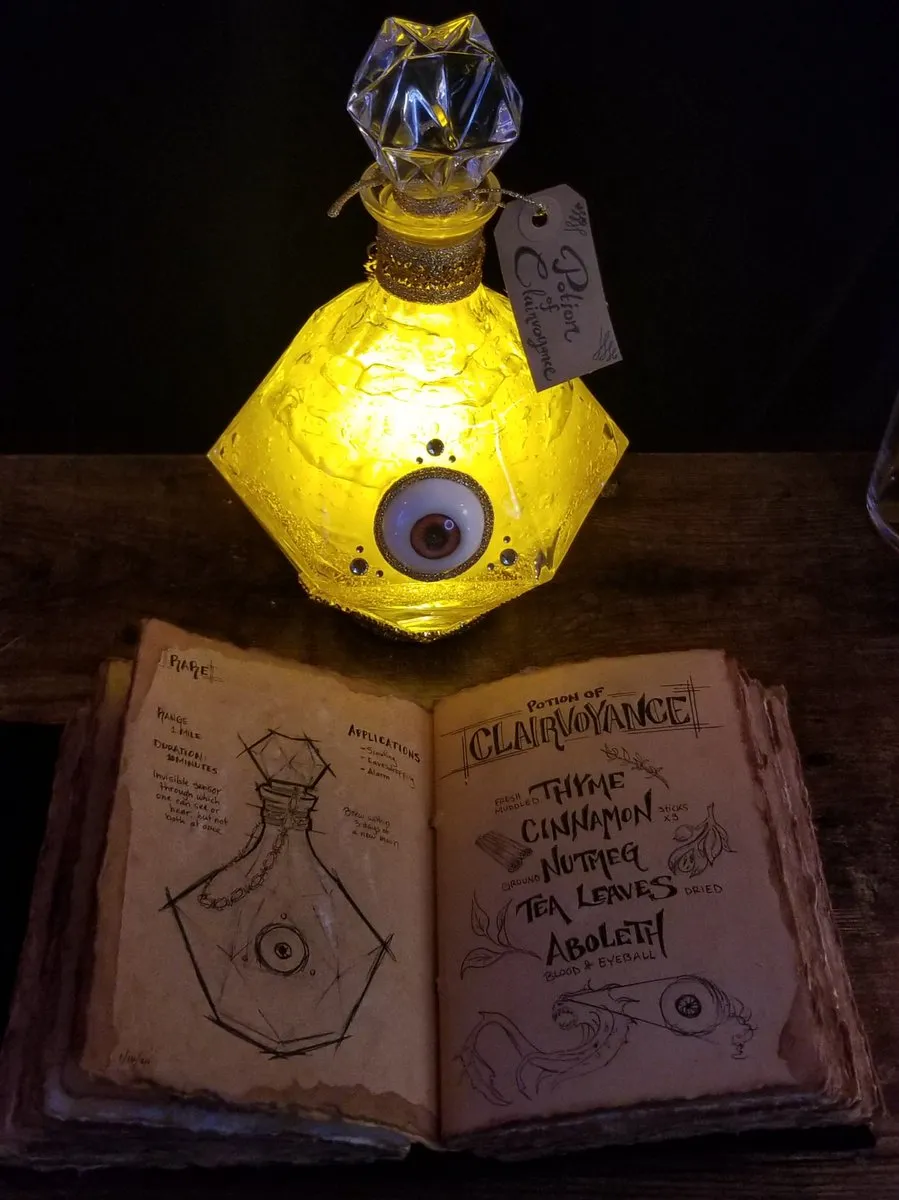 Potion
of
Clairvoyance
RARE
RANGE
1 MILE
DURATION:
10 MINUTES
Invisible sensor
through which
one can see or
hear, but not
both at once
APPLICATIONS
- Scouting
- Eavesdropping
- Alarm
Brew within
3 days of
a new moon
POTION OF
CLAIRVOYANCE
FRESH MUDDLED THYME
CINNAMON STICKS X3
GROUND NUTMEG
TEA LEAVES DRIED
ABOLETH
BLOOD & EYEBALL